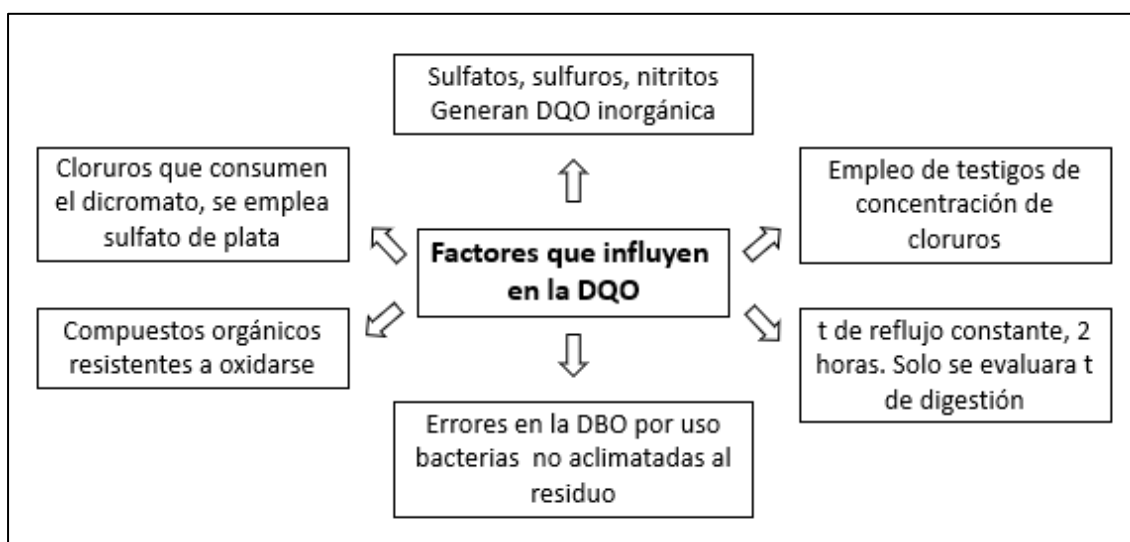 Sulfatos, sulfuros, nitritos
Generan DQO inorgánica
Cloruros que consumen
el dicromato, se emplea
sulfato de plata
Empleo de testigos de
concentración de
cloruros
Factores que influyen
en la DQO
Compuestos orgánicos
resistentes a oxidarse
t de reflujo constante, 2
horas. Solo se evaluara t
de digestión
Errores en la DBO por uso
bacterias no aclimatadas al
residuo